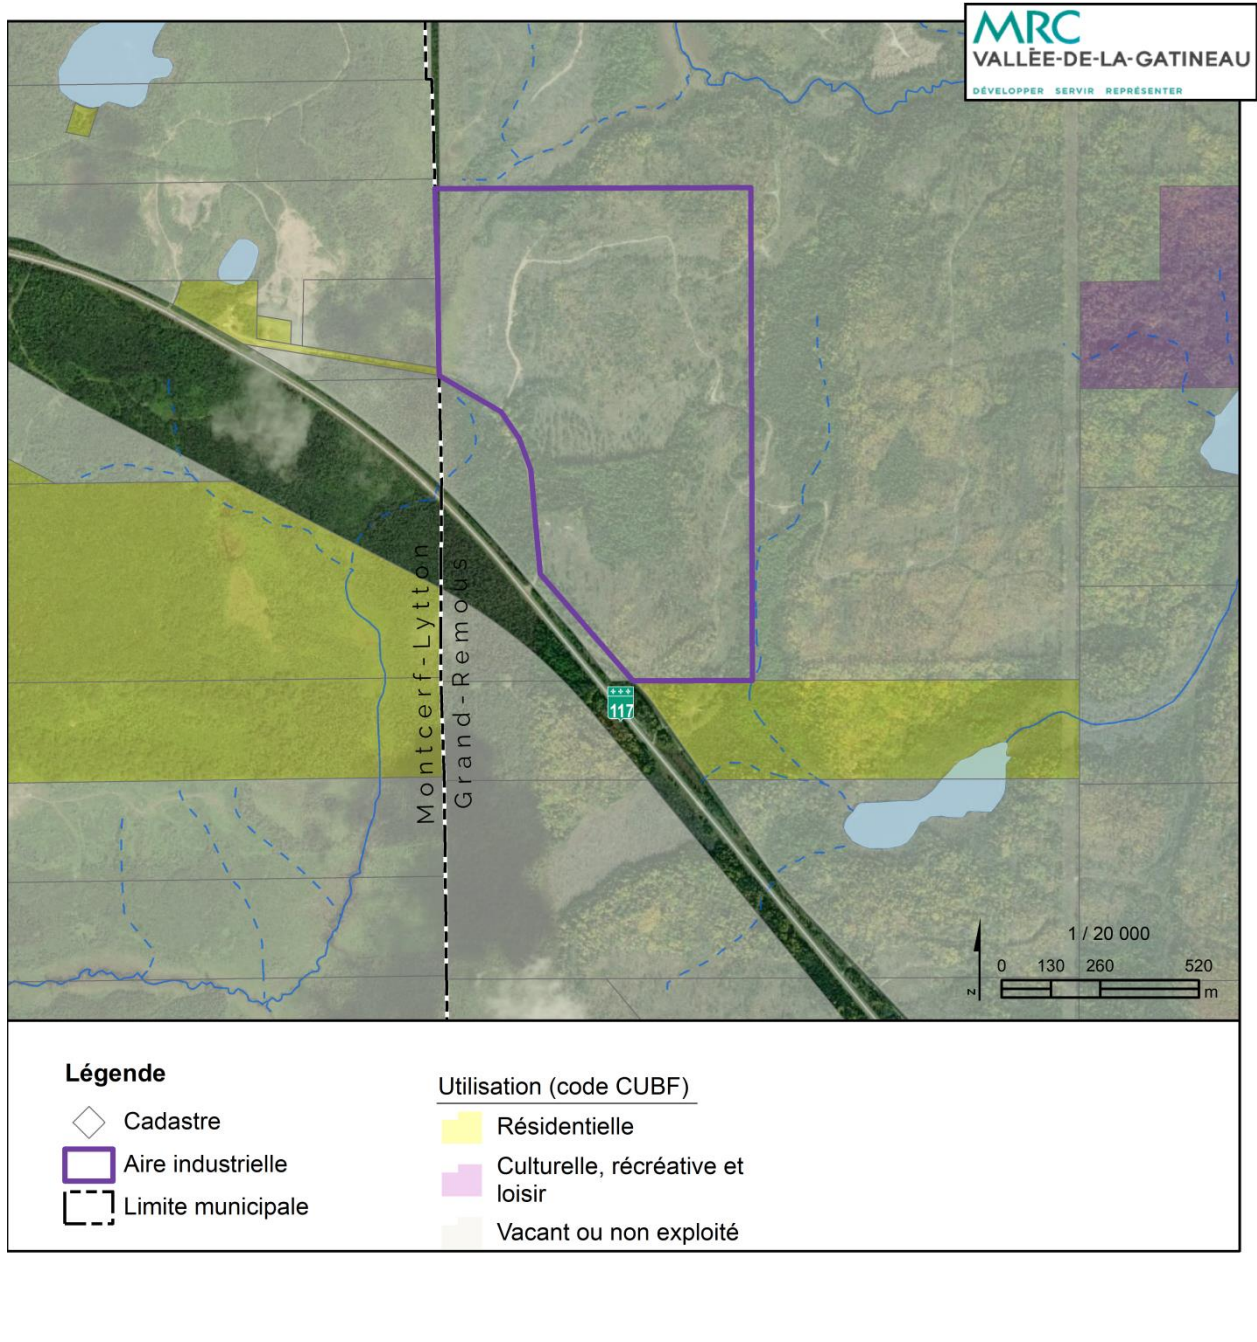 MRC
VALLÉE-DE-LA-GATINEAU
DÉVELOPPER SERVIR REPRÉSENTER
Montcerf-Lytton
Grand-Remous
117
1 / 20 000
0 130 260 520
m
N
Légende
Cadastre
Aire industrielle
Limite municipale
Utilisation (code CUBF)
Résidentielle
Culturelle, récréative et
loisir
Vacant ou non exploité